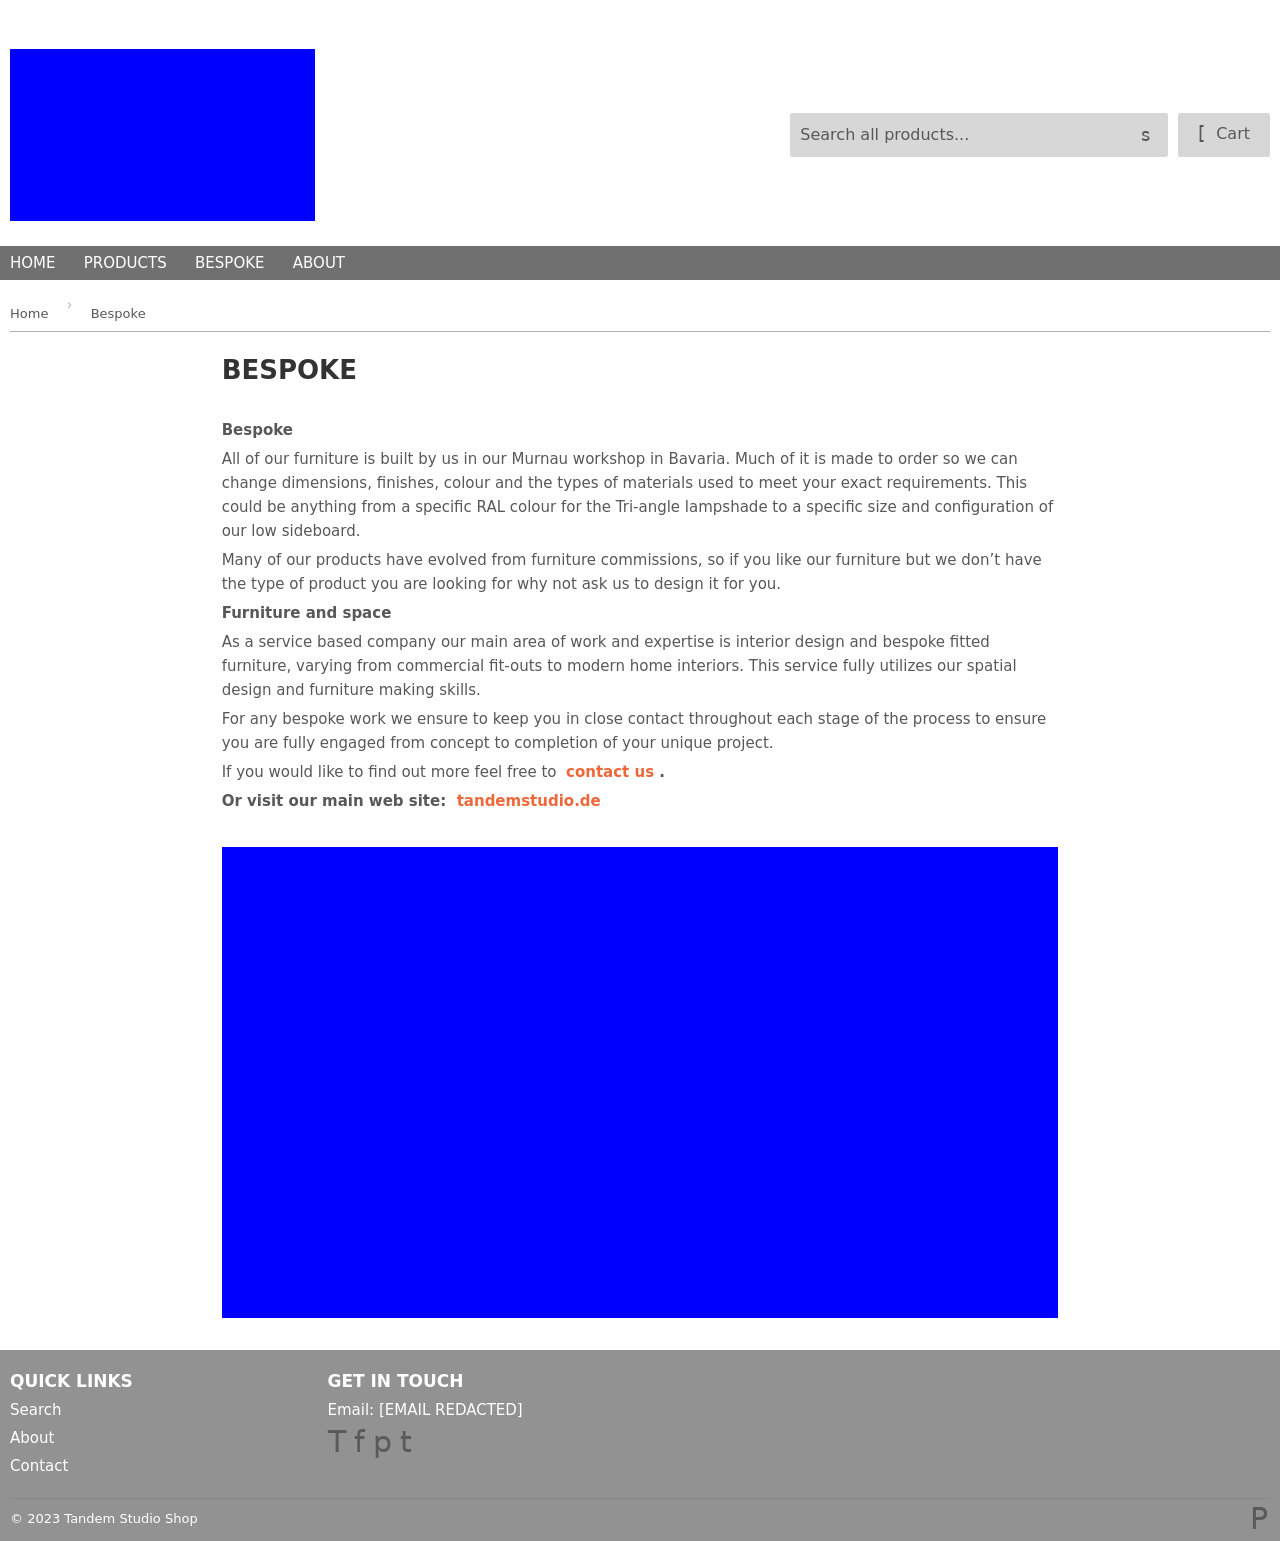 Search all products...
s
[ Cart
HOME PRODUCTS BESPOKE ABOUT
Home › Bespoke
BESPOKE
Bespoke
All of our furniture is built by us in our Murnau workshop in Bavaria. Much of it is made to order so we can
change dimensions, finishes, colour and the types of materials used to meet your exact requirements. This
could be anything from a specific RAL colour for the Tri-angle lampshade to a specific size and configuration of
our low sideboard.
Many of our products have evolved from furniture commissions, so if you like our furniture but we don’t have
the type of product you are looking for why not ask us to design it for you.
Furniture and space
As a service based company our main area of work and expertise is interior design and bespoke fitted
furniture, varying from commercial fit-outs to modern home interiors. This service fully utilizes our spatial
design and furniture making skills.
For any bespoke work we ensure to keep you in close contact throughout each stage of the process to ensure
you are fully engaged from concept to completion of your unique project.
If you would like to find out more feel free to contact us .
Or visit our main web site: tandemstudio.de
QUICK LINKS
Search
About
Contact
GET IN TOUCH
Email: [EMAIL REDACTED]
T f p t
© 2023 Tandem Studio Shop
P